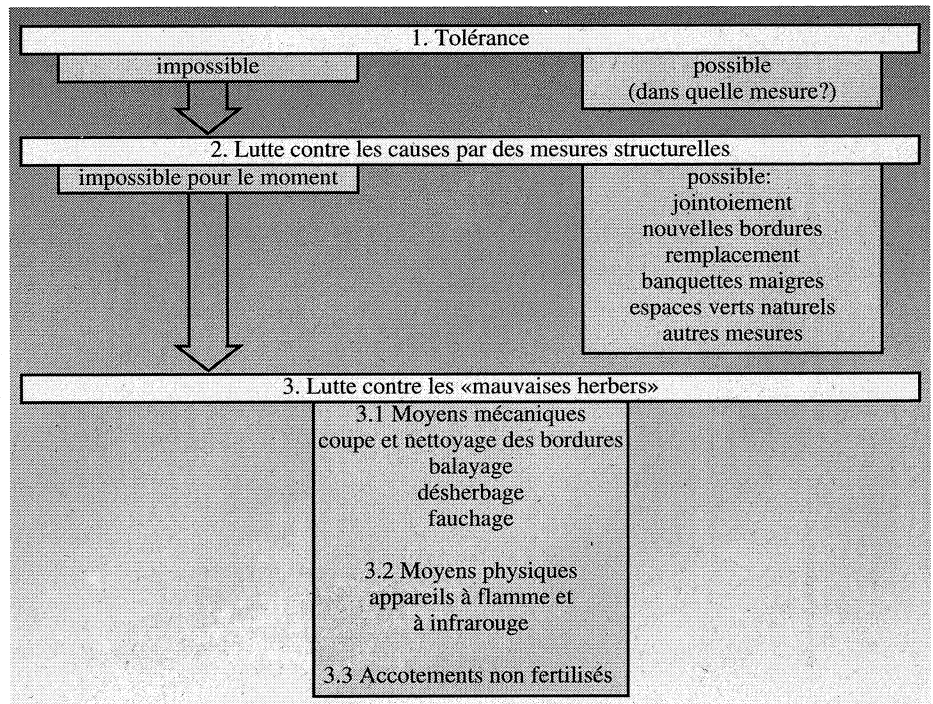 1. Tolérance
impossible
possible
(dans quelle mesure?)
2. Lutte contre les causes par des mesures structurelles
impossible pour le moment
possible:
jointoiement
nouvelles bordures
remplacement
banquettes maigres
espaces verts naturels
autres mesures
3. Lutte contre les «mauvaises herbers»
3.1 Moyens mécaniques
coupe et nettoyage des bordures
balayage
désherbage
fauchage
3.2 Moyens physiques
appareils à flamme et
à infrarouge
3.3 Accotements non fertilisés